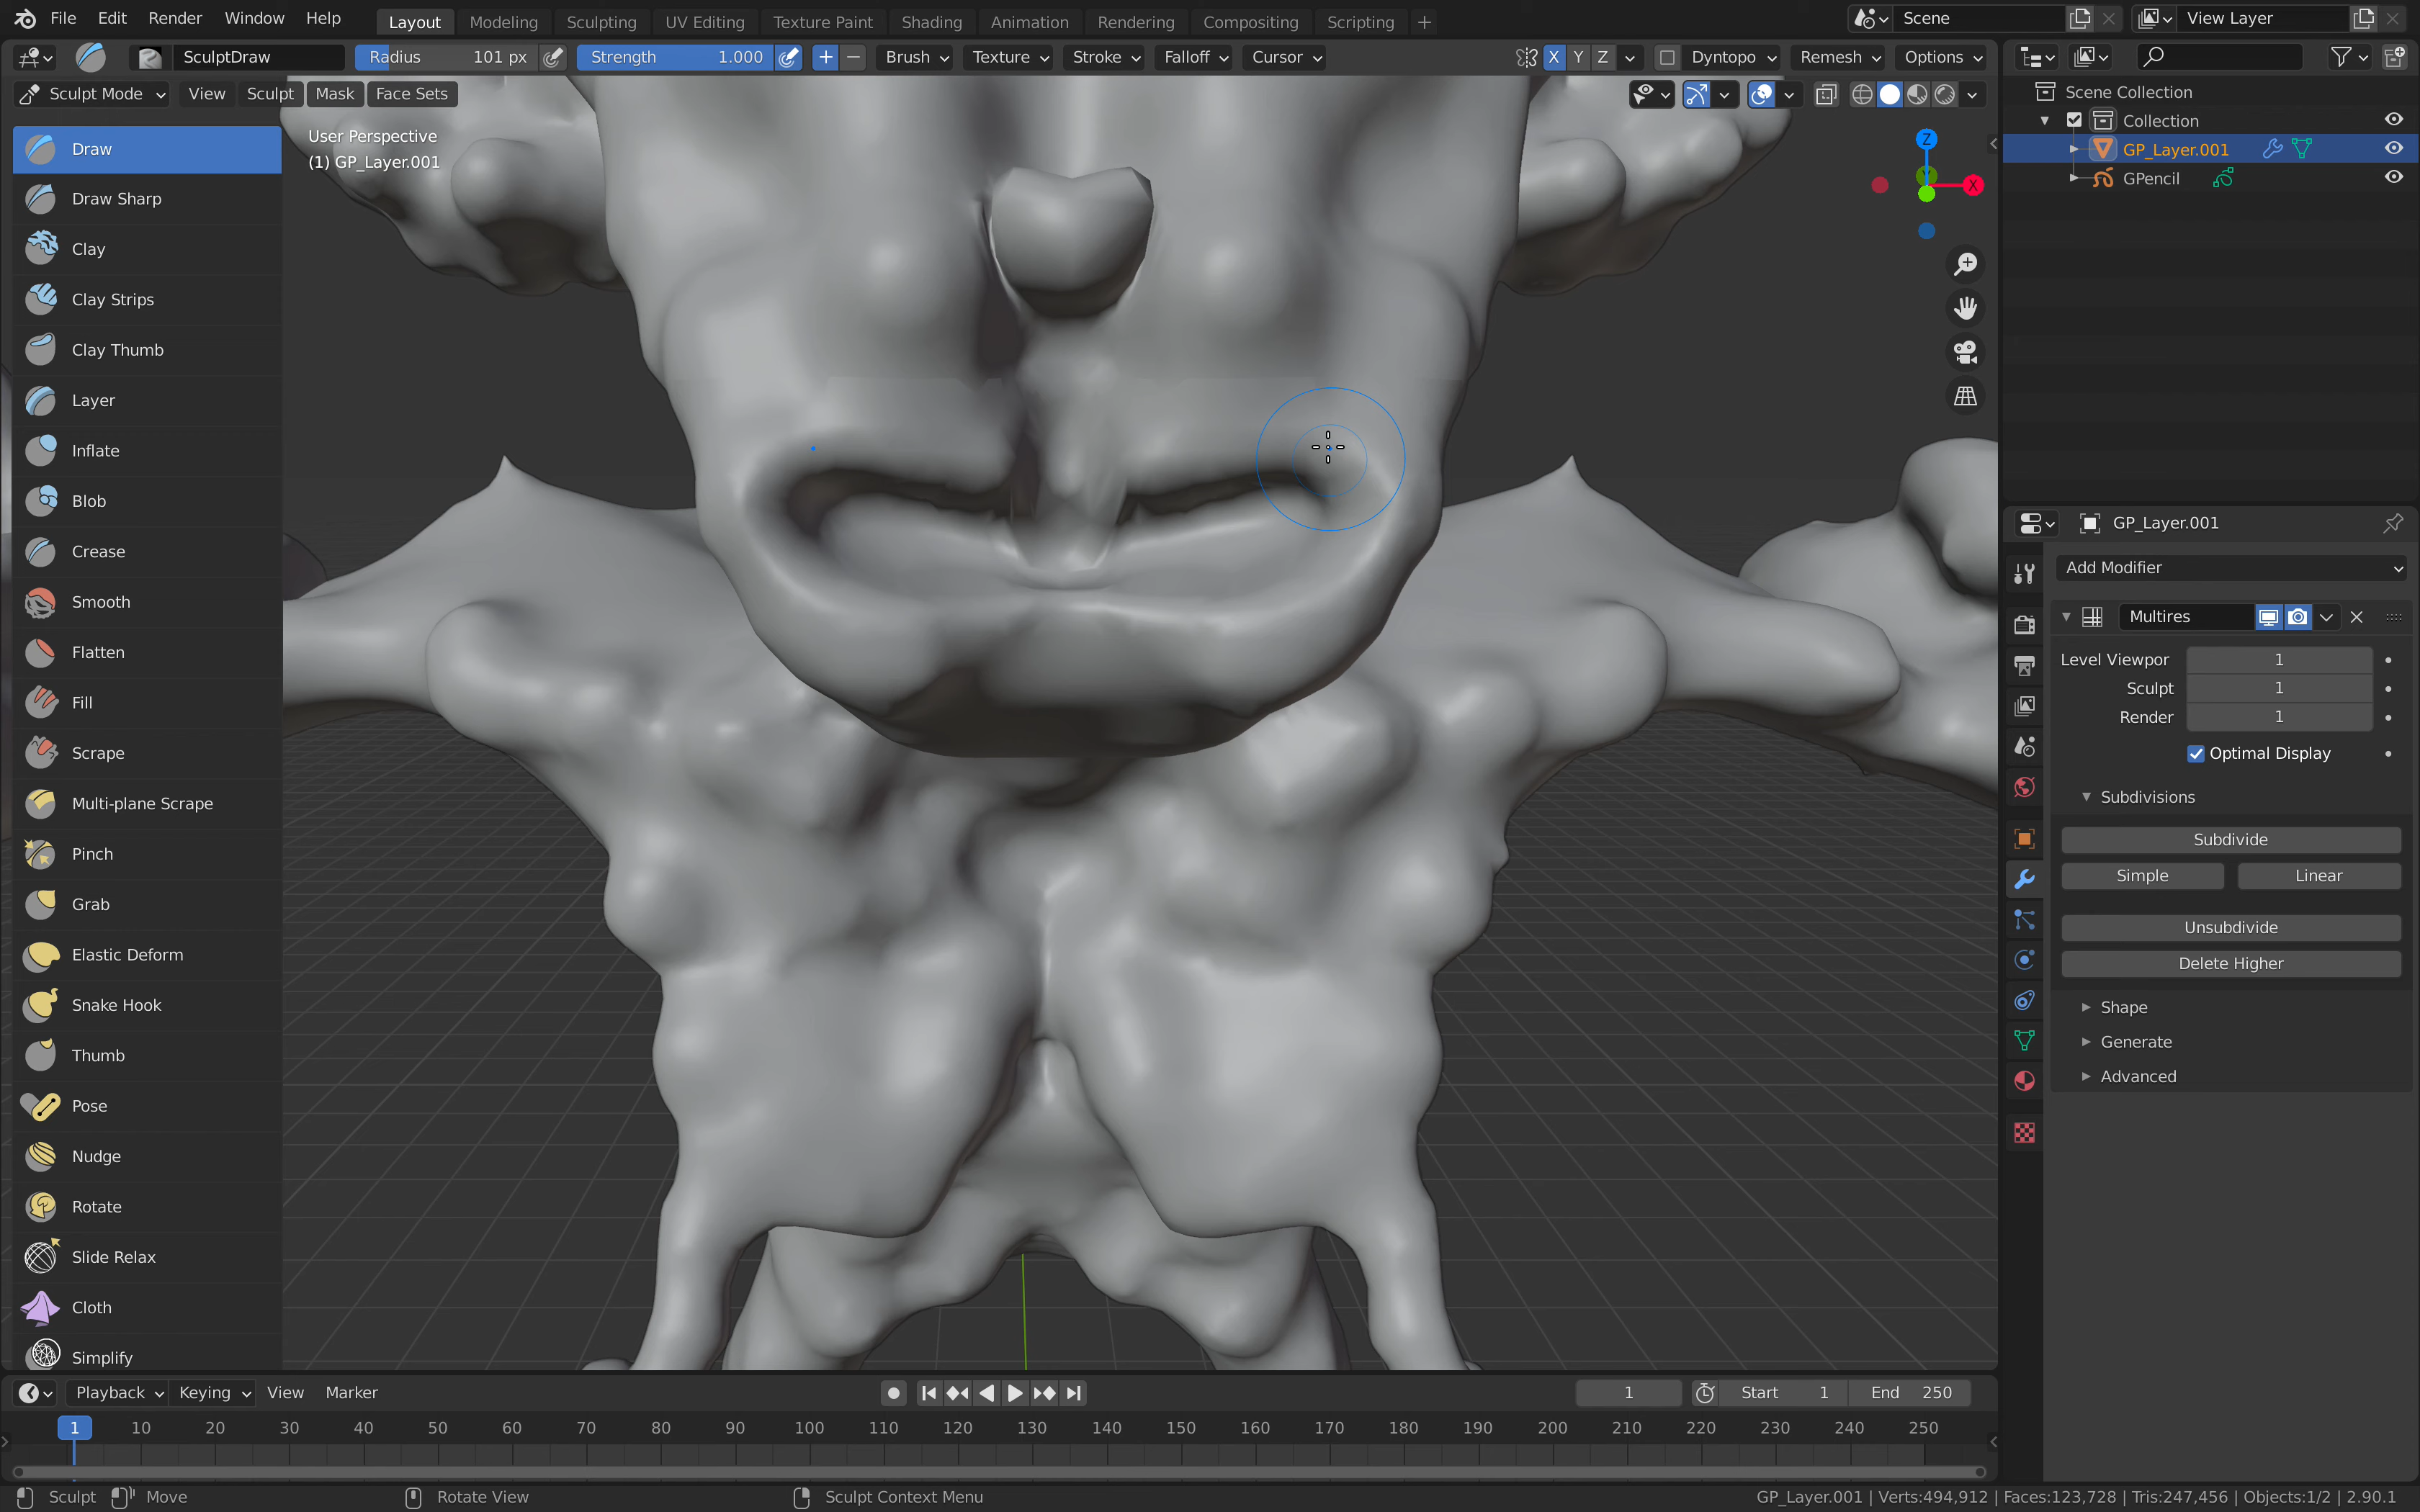 File Edit Render Window Help Layout Modeling Sculpting UV Editing Texture Paint Shading Animation Rendering Compositing Scripting + Scene View Layer
SculptDraw Radius 101 px Strength 1.000 Brush Texture Stroke Falloff Cursor X Y Z Dyntopo Remesh Options
Sculpt Mode View Sculpt Mask Face Sets
Scene Collection
Collection
GP_Layer.001
GPencil
User Perspective
(1) GP_Layer.001
Z
Y
X
Draw
Draw Sharp
Clay
Clay Strips
Clay Thumb
Layer
Inflate
Blob
Crease
Smooth
Flatten
Fill
Scrape
Multi-plane Scrape
Pinch
Grab
Elastic Deform
Snake Hook
Thumb
Pose
Nudge
Rotate
Slide Relax
Cloth
Simplify
GP_Layer.001
Add Modifier
Multires
Level Viewpor 1
Sculpt 1
Render 1
Optimal Display
Subdivisions
Subdivide
Simple Linear
Unsubdivide
Delete Higher
Shape
Generate
Advanced
Playback Keying View Marker 1 Start 1 End 250
1 10 20 30 40 50 60 70 80 90 100 110 120 130 140 150 160 170 180 190 200 210 220 230 240 250
Sculpt Move Rotate View Sculpt Context Menu GP_Layer.001 | Verts:494,912 | Faces:123,728 | Tris:247,456 | Objects:1/2 | 2.90.1